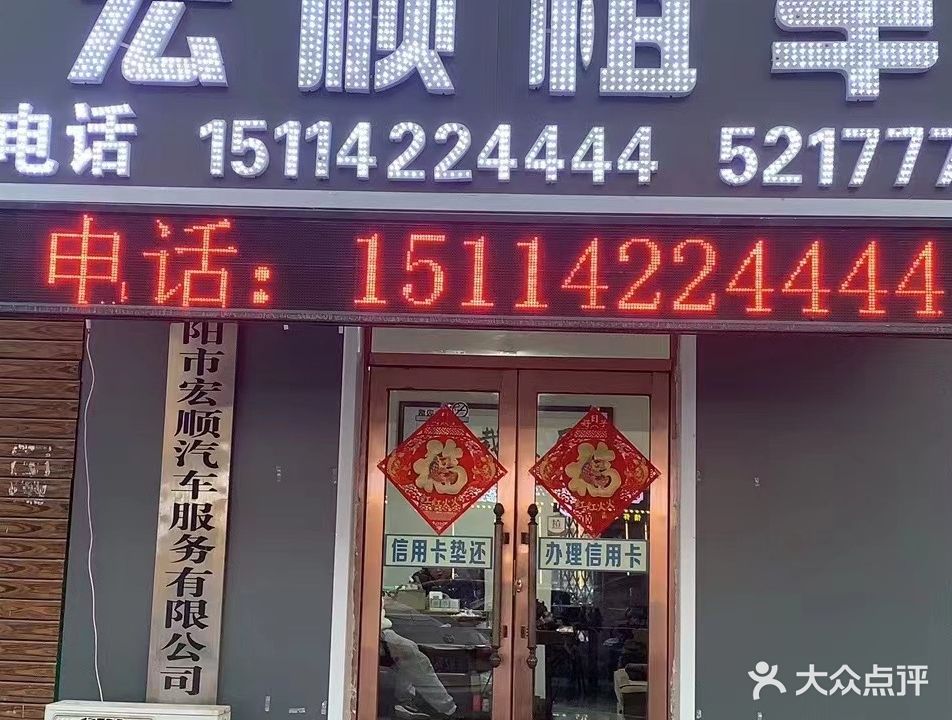 宏顺租车
电话 15114224444 521777
电话: 15114224444
阳市宏顺汽车服务有限公司
福
福
信用卡垫还
办理信用卡
大众点评